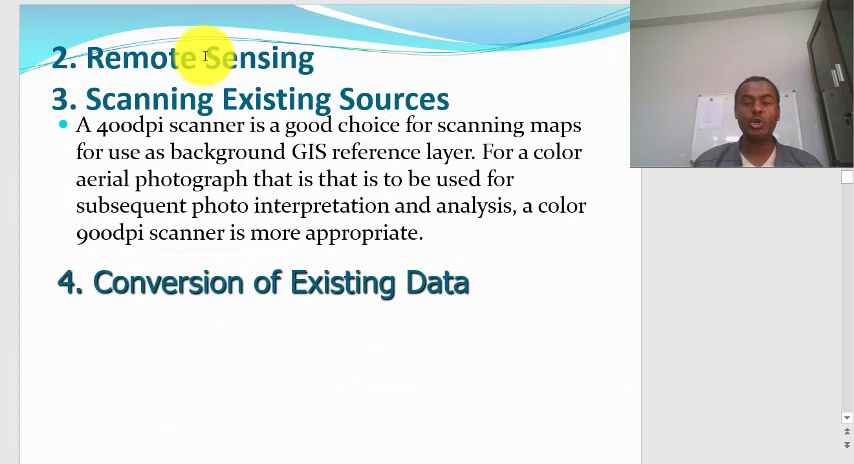 2. Remote Sensing
3. Scanning Existing Sources
• A 400dpi scanner is a good choice for scanning maps
for use as background GIS reference layer. For a color
aerial photograph that is that is to be used for
subsequent photo interpretation and analysis, a color
900dpi scanner is more appropriate.
4. Conversion of Existing Data